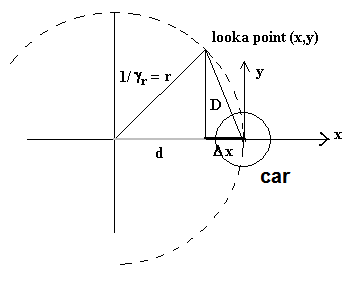 looka point (x,y)
1/ γr = r
y
D
x
d
Δx
car